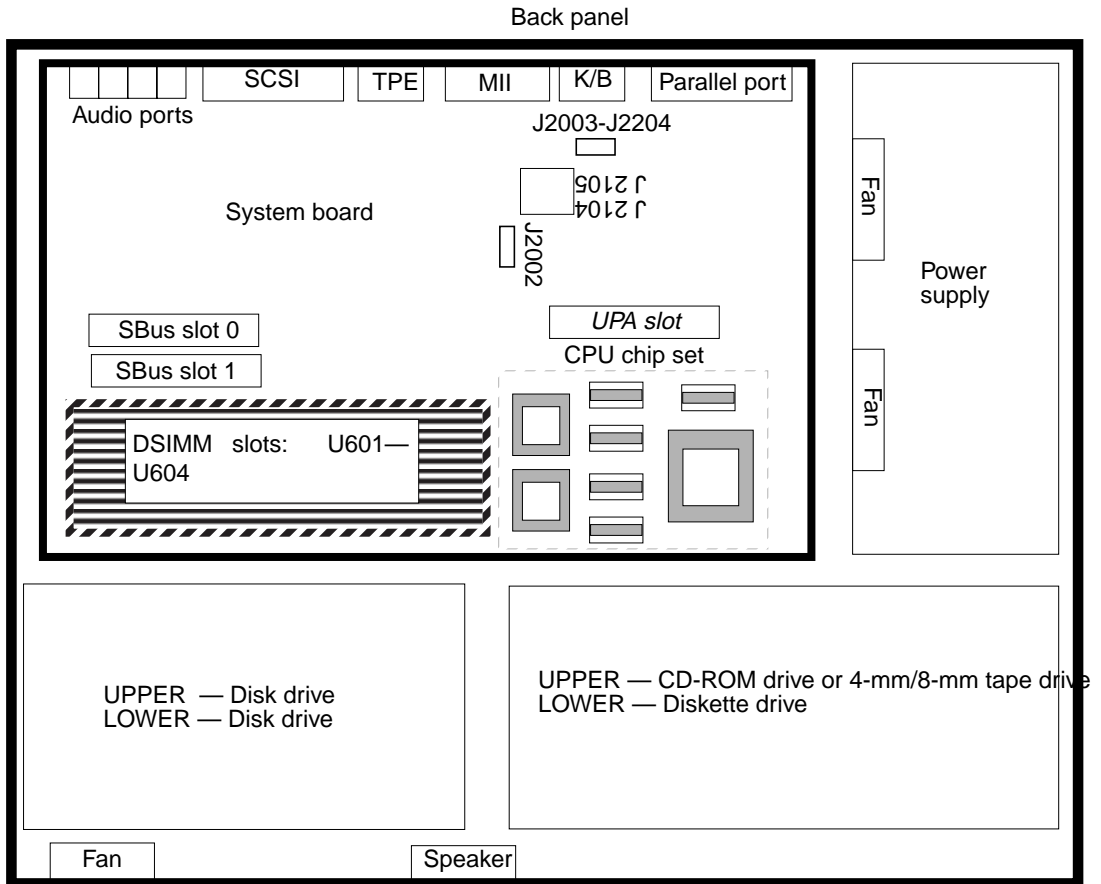 Back panel
SCSI
TPE
MII
K/B
Parallel port
Audio ports
J2003-J2204
J 2105
J 2104
System board
J2002
Fan
Power
supply
SBus slot 0
UPA slot
SBus slot 1
CPU chip set
Fan
DSIMM slots: U601—
U604
UPPER — Disk drive
LOWER — Disk drive
UPPER — CD-ROM drive or 4-mm/8-mm tape drive
LOWER — Diskette drive
Fan
Speaker